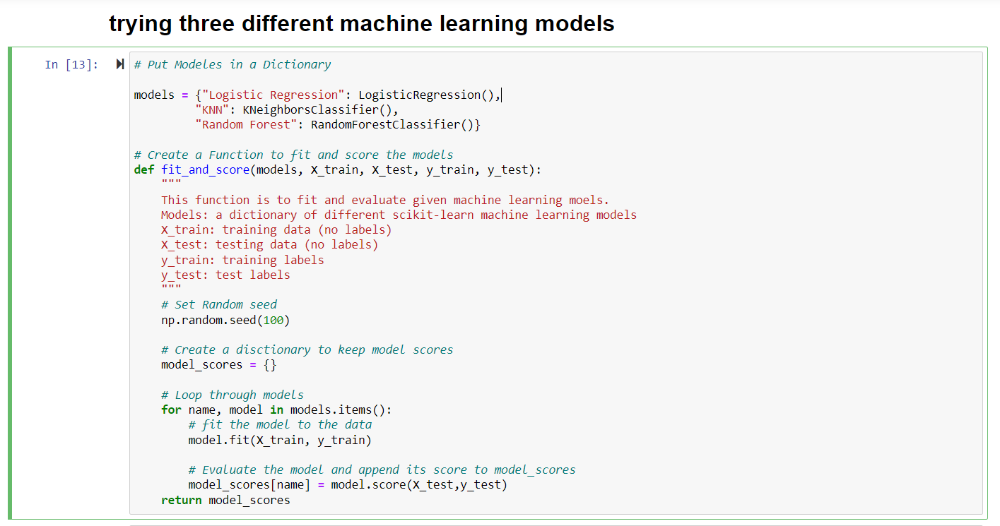 trying three different machine learning models
In [13]:
# Put Modeles in a Dictionary
models = {"Logistic Regression": LogisticRegression(),
"KNN": KNeighborsClassifier(),
"Random Forest": RandomForestClassifier()}
# Create a Function to fit and score the models
def fit_and_score(models, X_train, X_test, y_train, y_test):
"""
This function is to fit and evaluate given machine learning moels.
Models: a dictionary of different scikit-learn machine learning models
X_train: training data (no labels)
X_test: testing data (no labels)
y_train: training labels
y_test: test labels
"""
# Set Random seed
np.random.seed(100)
# Create a disctionary to keep model scores
model_scores = {}
# Loop through models
for name, model in models.items():
# fit the model to the data
model.fit(X_train, y_train)
# Evaluate the model and append its score to model_scores
model_scores[name] = model.score(X_test,y_test)
return model_scores